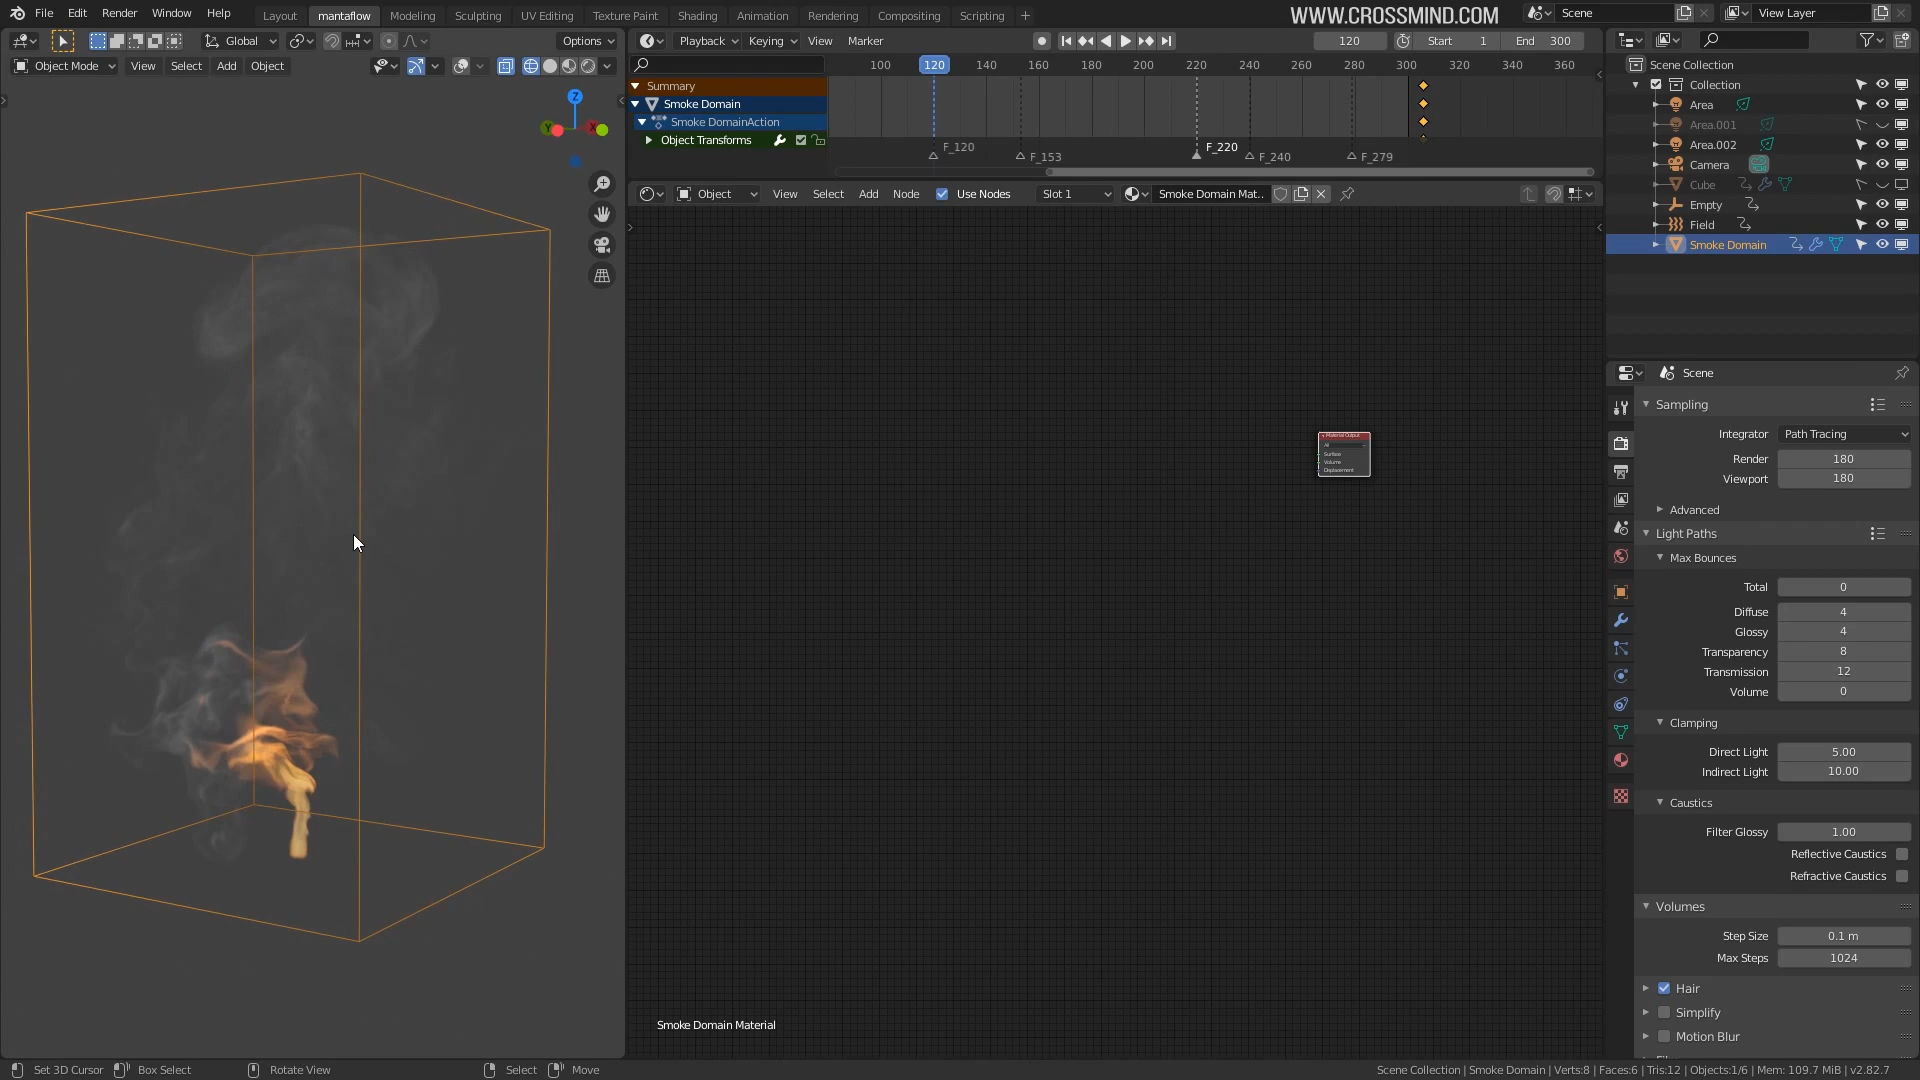 File Edit Render Window Help
Layout mantaflow Modeling Sculpting UV Editing Texture Paint Shading Animation Rendering Compositing Scripting +
WWW.CROSSMIND.COM
Scene
View Layer
Global
Options
Object Mode View Select Add Object
Z
Y
X
Playback Keying View Marker
120
Start 1
End 300
100 120 140 160 180 200 220 240 260 280 300 320 340 360
Summary
Smoke Domain
Smoke DomainAction
Object Transforms
F_120 F_153 F_220 F_240 F_279
Object View Select Add Node Use Nodes Slot 1 Smoke Domain Mat..
Material Output
All
Surface
Volume
Displacement
Smoke Domain Material
Scene Collection
Collection
Area
Area.001
Area.002
Camera
Cube
Empty
Field
Smoke Domain
Scene
Sampling
Integrator Path Tracing
Render 180
Viewport 180
Advanced
Light Paths
Max Bounces
Total 0
Diffuse 4
Glossy 4
Transparency 8
Transmission 12
Volume 0
Clamping
Direct Light 5.00
Indirect Light 10.00
Caustics
Filter Glossy 1.00
Reflective Caustics
Refractive Caustics
Volumes
Step Size 0.1 m
Max Steps 1024
Hair
Simplify
Motion Blur
Set 3D Cursor Box Select Rotate View Select Move
Scene Collection | Smoke Domain | Verts:8 | Faces:6 | Tris:12 | Objects:1/6 | Mem: 109.7 MiB | v2.82.7